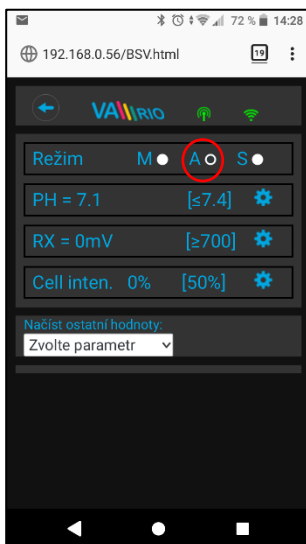 72 % 14:28
192.168.0.56/BSV.html 19
VA RIO
Režim M A S
PH = 7.1 [≤7.4]
RX = 0mV [≥700]
Cell inten. 0% [50%]
Načíst ostatní hodnoty:
Zvolte parametr